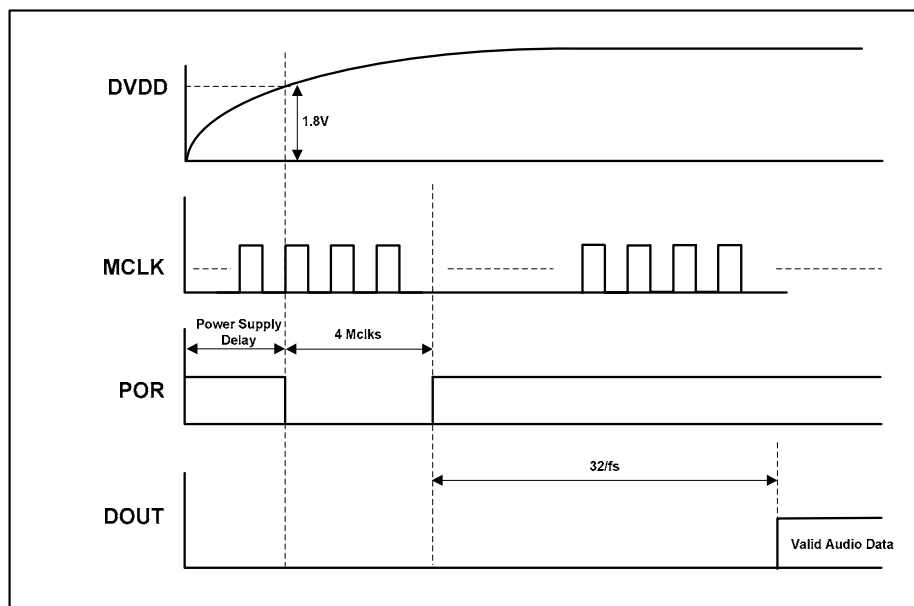 DVDD
1.8V
MCLK
Power Supply
Delay
4 Mclks
POR
32/fs
DOUT
Valid Audio Data